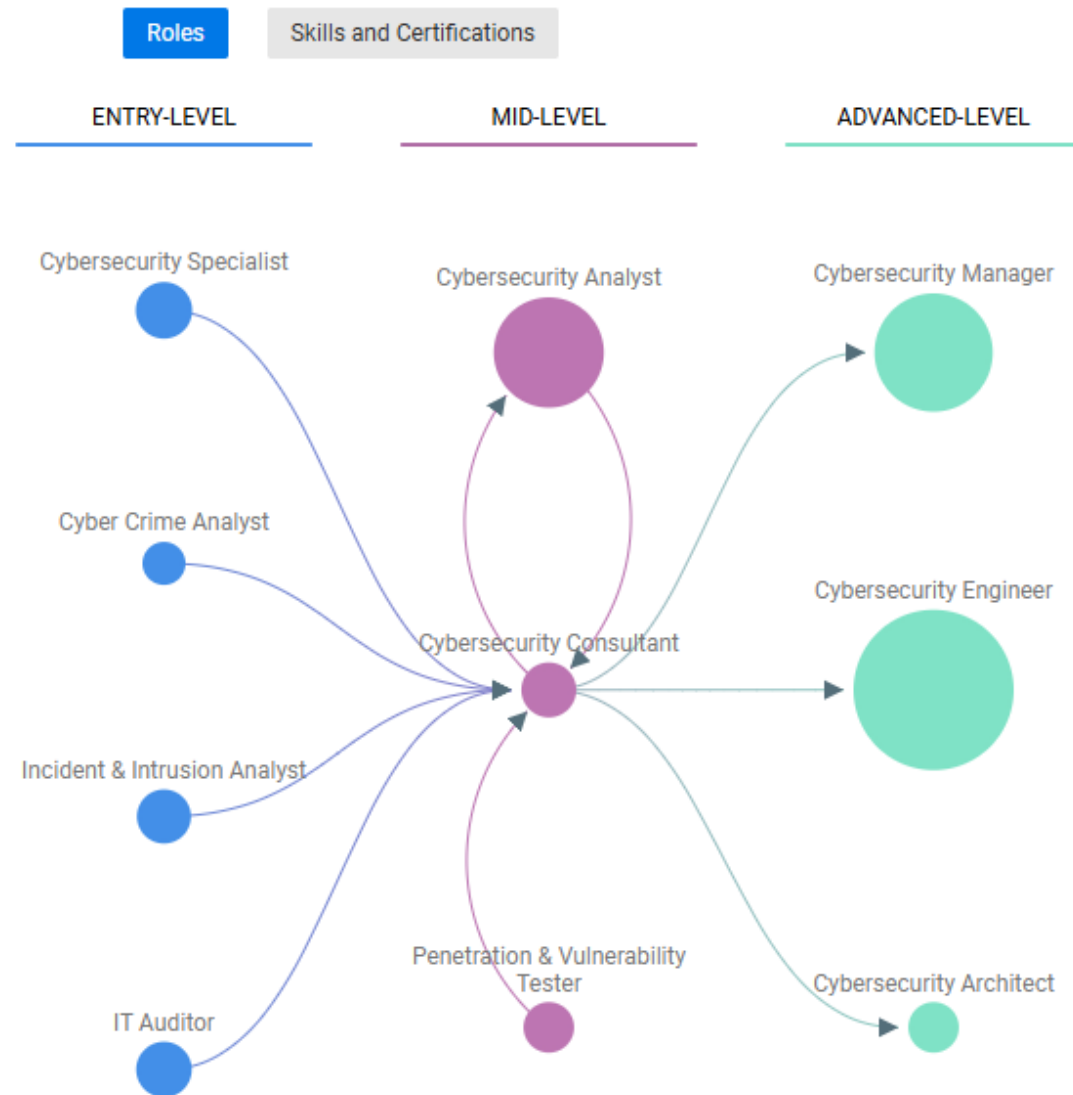 Roles
Skills and Certifications
ENTRY-LEVEL
MID-LEVEL
ADVANCED-LEVEL
Cybersecurity Specialist
Cybersecurity Analyst
Cybersecurity Manager
Cyber Crime Analyst
Cybersecurity Engineer
Cybersecurity Consultant
Incident & Intrusion Analyst
Penetration & Vulnerability
Tester
Cybersecurity Architect
IT Auditor